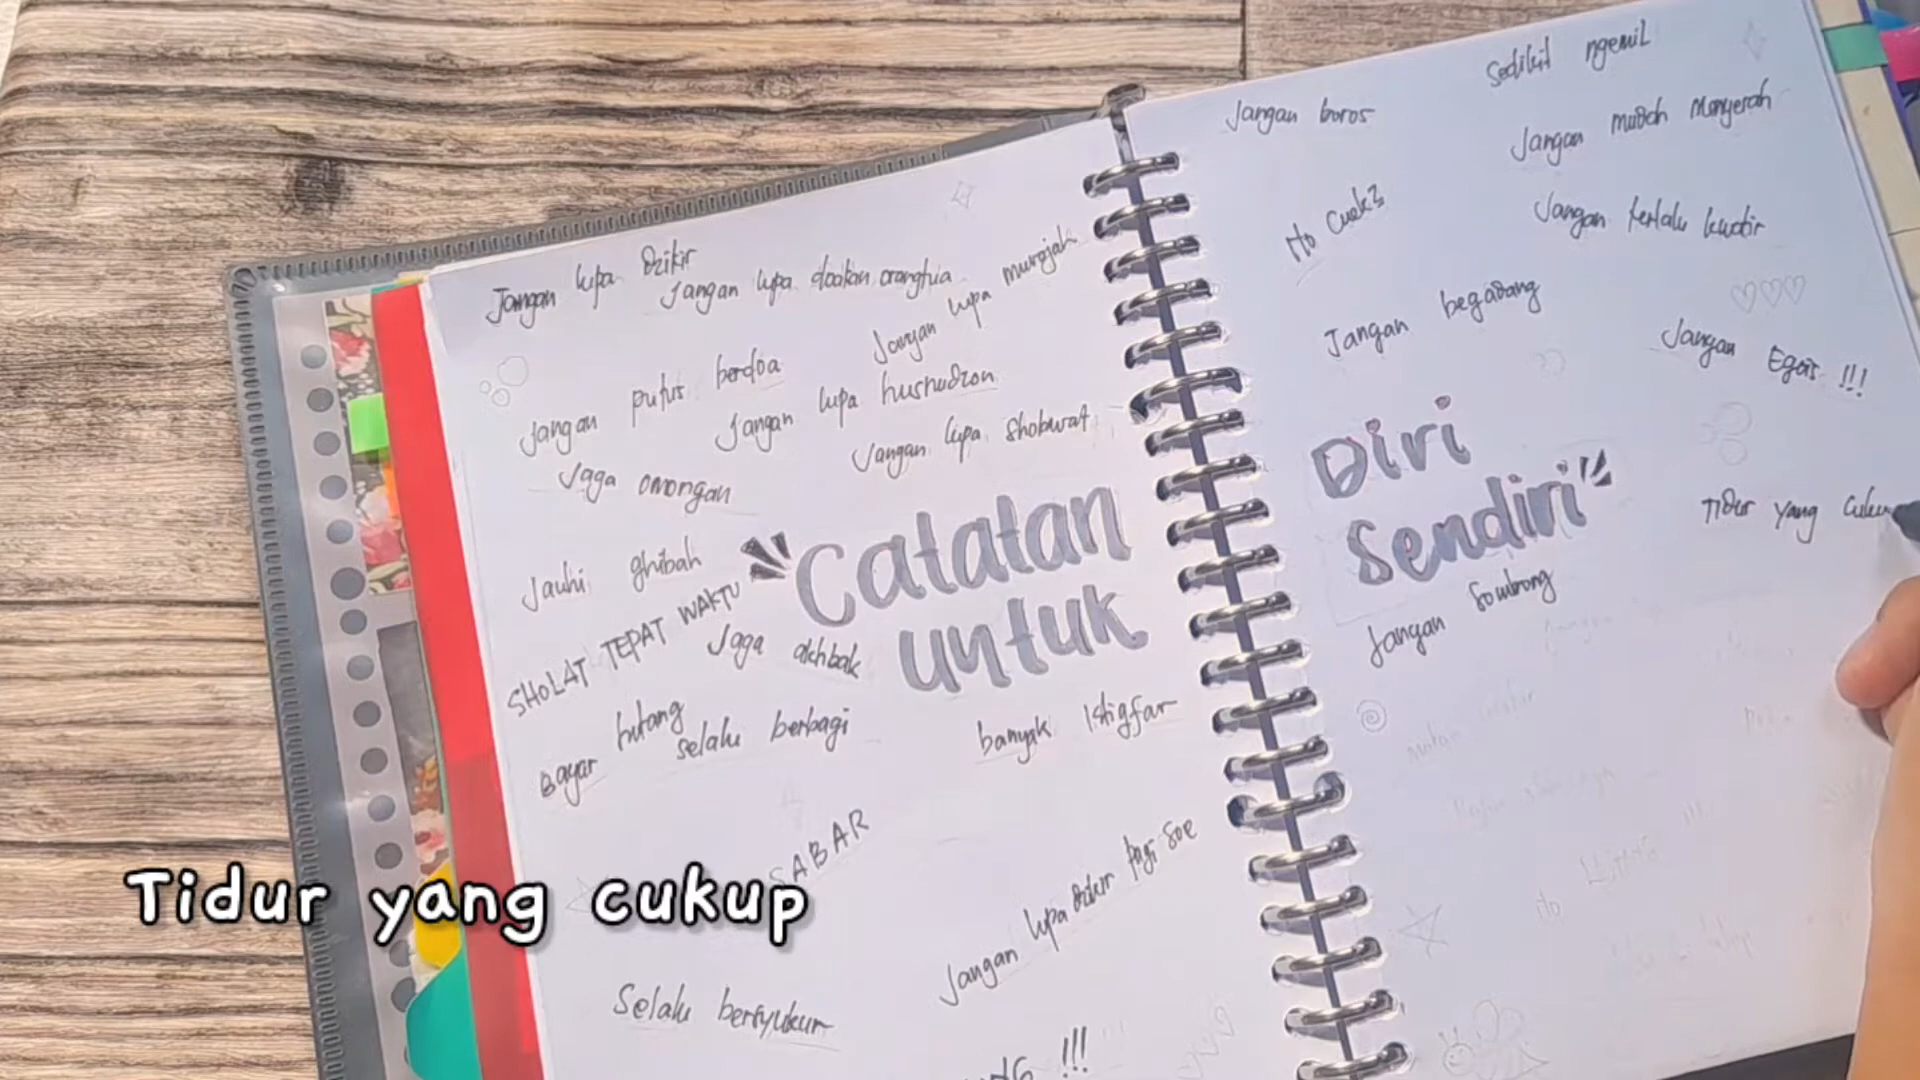 Jangan lupa Dzikir
Jangan lupa doakan orangtua
Jangan lupa murojah
Jangan putus berdoa
Jangan lupa husnudzon
Jangan lupa sholawat
Jaga omongan
Jauhi ghibah
SHOLAT TEPAT WAKTU
Jaga akhlak
Bayar hutang
selalu berbagi
banyak Istigfar
SABAR
Jangan lupa dzikir pagi soe
Selalu bersyukur
!!!
"Catatan
untuk
Sedikit ngemil
Jangan boros
Jangan mudah menyerah
No Cuek2
Jangan terlalu kuatir
Jangan begadang
Jangan Egois !!!
Diri
Sendiri"
Tidur yang
Jangan Sombong
Tidur yang cukup